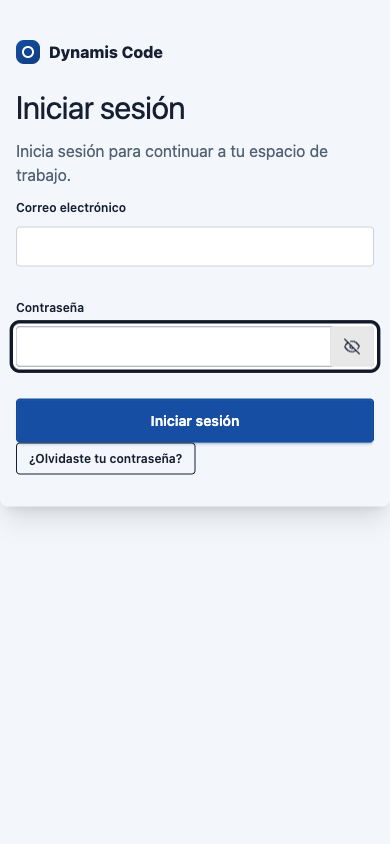 Dynamis Code
Iniciar sesión
Inicia sesión para continuar a tu espacio de
trabajo.
Correo electrónico
Contraseña
Iniciar sesión
¿Olvidaste tu contraseña?